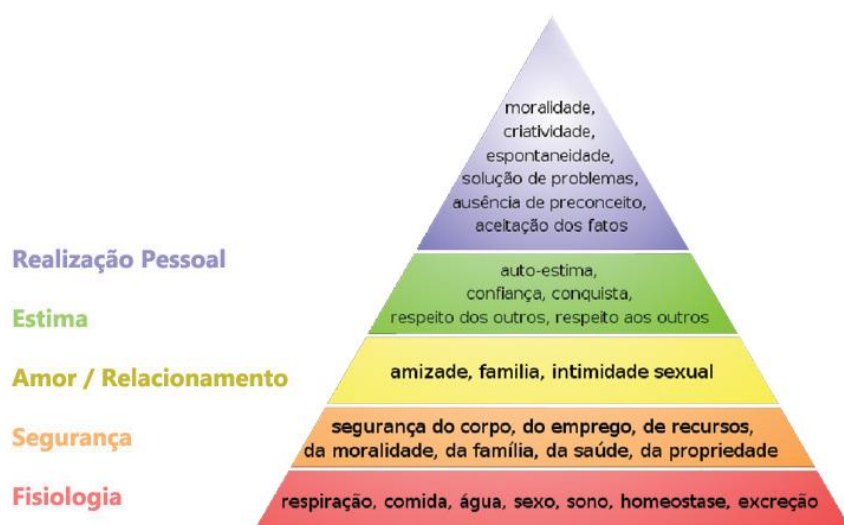 moralidade,
criatividade,
espontaneidade,
solução de problemas,
ausência de preconceito,
aceitação dos fatos
Realização Pessoal
auto-estima,
confiança, conquista,
respeito dos outros, respeito aos outros
Estima
amizade, familia, intimidade sexual
Amor / Relacionamento
segurança do corpo, do emprego, de recursos,
da moralidade, da família, da saúde, da propriedade
Segurança
respiração, comida, água, sexo, sono, homeostase, excreção
Fisiologia